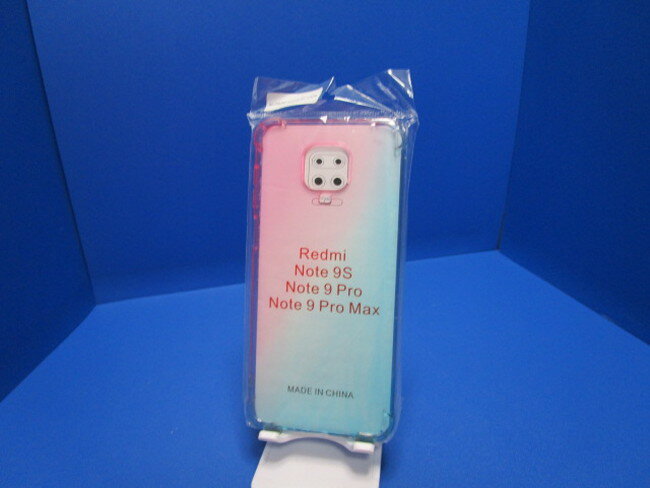 Redmi
Note 9S
Note 9 Pro
Note 9 Pro Max
MADE IN CHINA